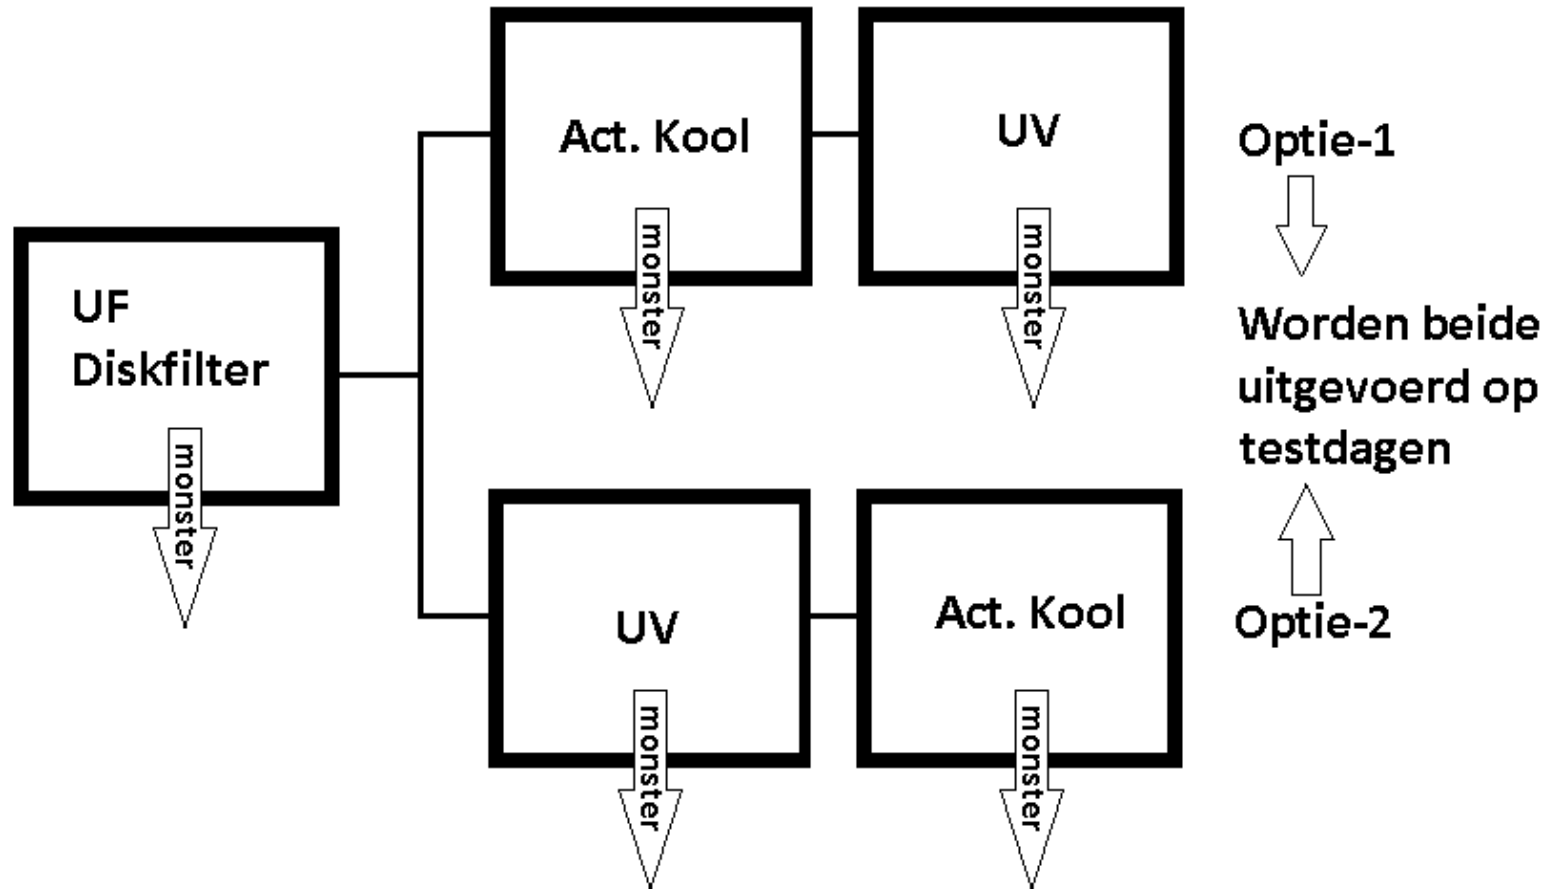 Act. Kool
monster
UV
monster
Optie-1
UF
Diskfilter
monster
Worden beide
uitgevoerd op
testdagen
UV
monster
Act. Kool
monster
Optie-2